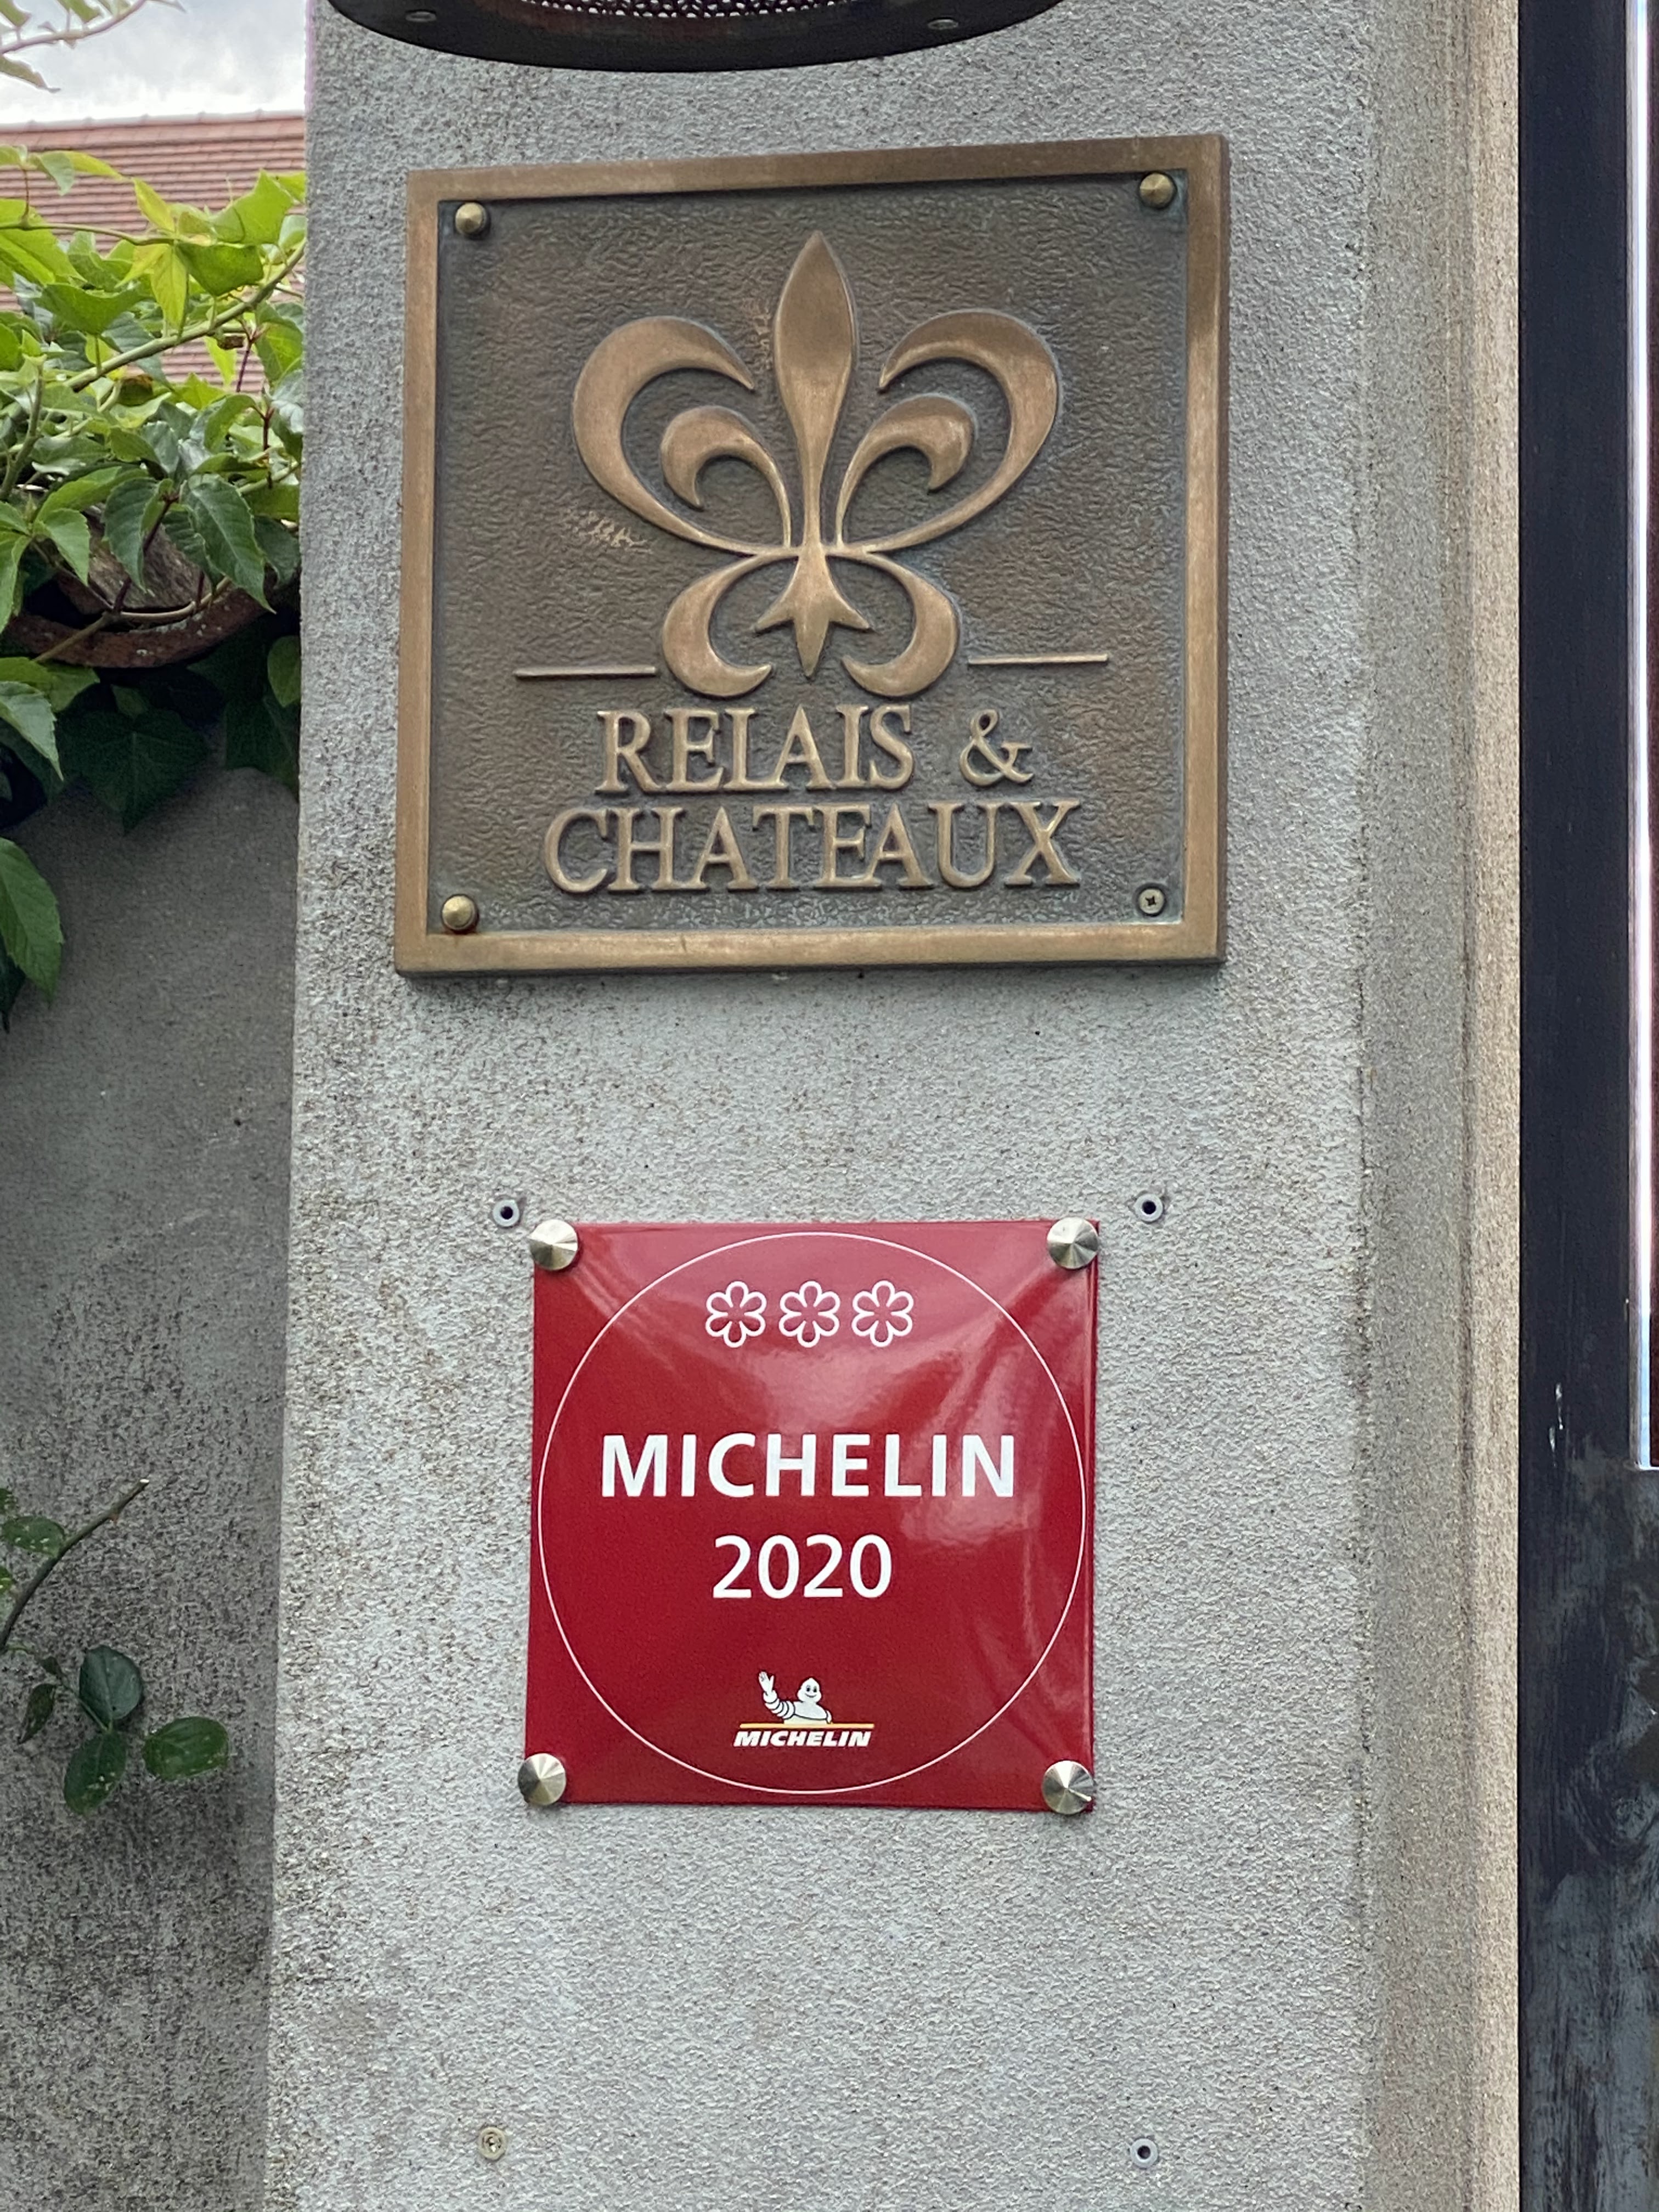 RELAIS &
CHATEAUX
MICHELIN
2020
MICHELIN